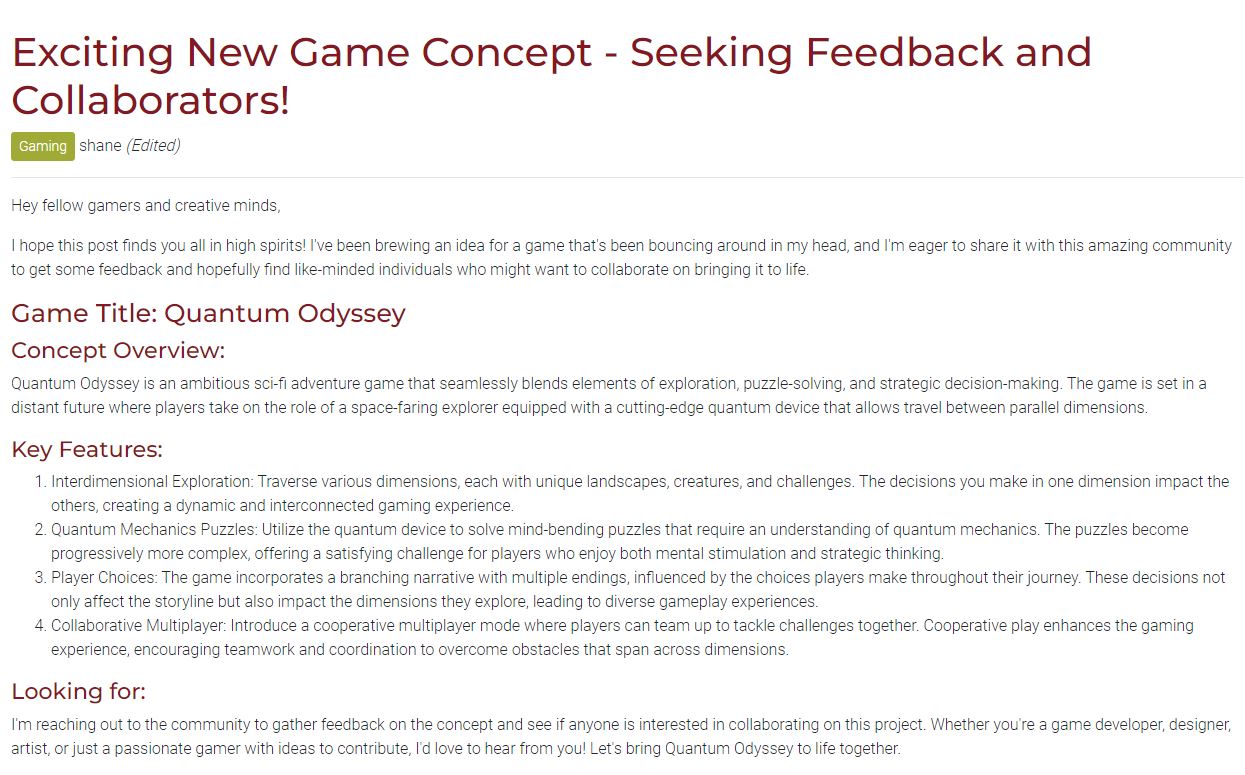 Exciting New Game Concept - Seeking Feedback and
Collaborators!
Gaming shane (Edited)
Hey fellow gamers and creative minds,
I hope this post finds you all in high spirits! I've been brewing an idea for a game that's been bouncing around in my head, and I'm eager to share it with this amazing community
to get some feedback and hopefully find like-minded individuals who might want to collaborate on bringing it to life.
Game Title: Quantum Odyssey
Concept Overview:
Quantum Odyssey is an ambitious sci-fi adventure game that seamlessly blends elements of exploration, puzzle-solving, and strategic decision-making. The game is set in a
distant future where players take on the role of a space-faring explorer equipped with a cutting-edge quantum device that allows travel between parallel dimensions.
Key Features:
1. Interdimensional Exploration: Traverse various dimensions, each with unique landscapes, creatures, and challenges. The decisions you make in one dimension impact the
others, creating a dynamic and interconnected gaming experience.
2. Quantum Mechanics Puzzles: Utilize the quantum device to solve mind-bending puzzles that require an understanding of quantum mechanics. The puzzles become
progressively more complex, offering a satisfying challenge for players who enjoy both mental stimulation and strategic thinking.
3. Player Choices: The game incorporates a branching narrative with multiple endings, influenced by the choices players make throughout their journey. These decisions not
only affect the storyline but also impact the dimensions they explore, leading to diverse gameplay experiences.
4. Collaborative Multiplayer: Introduce a cooperative multiplayer mode where players can team up to tackle challenges together. Cooperative play enhances the gaming
experience, encouraging teamwork and coordination to overcome obstacles that span across dimensions.
Looking for:
I'm reaching out to the community to gather feedback on the concept and see if anyone is interested in collaborating on this project. Whether you're a game developer, designer,
artist, or just a passionate gamer with ideas to contribute, I'd love to hear from you! Let's bring Quantum Odyssey to life together.